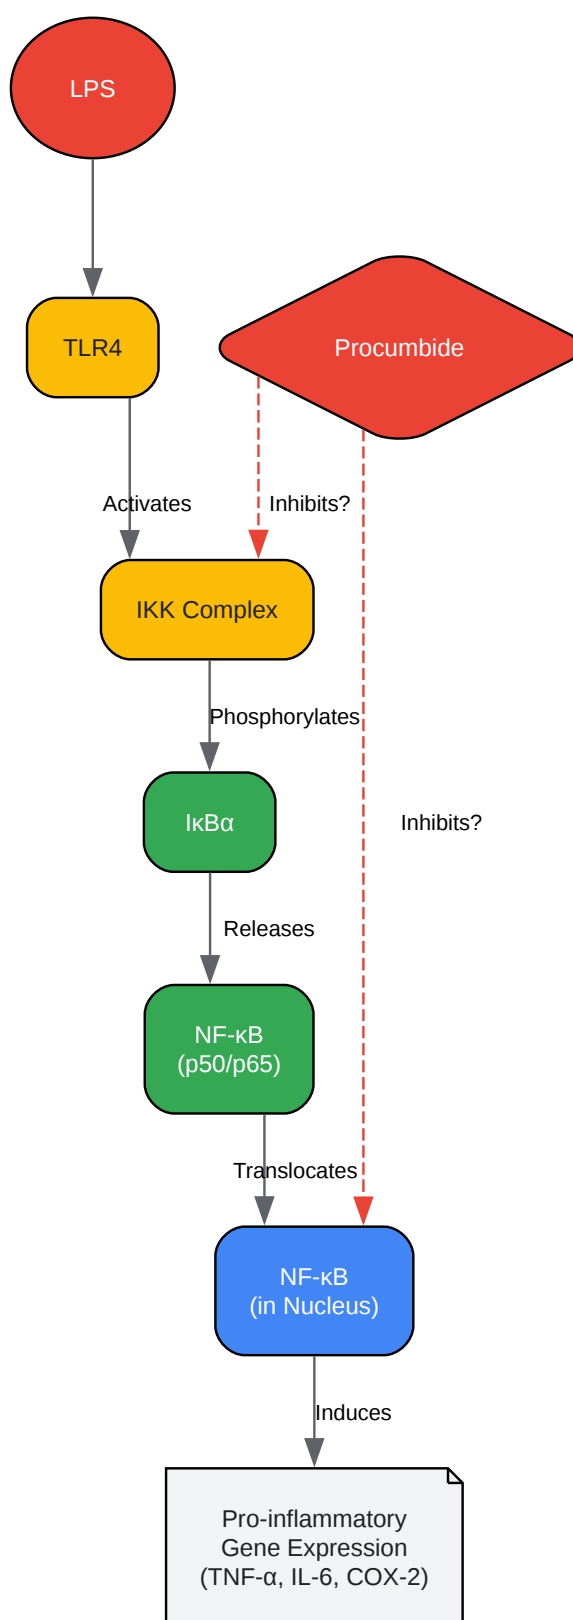 LPS
TLR4
Procumbide
Activates
Inhibits?
IKK Complex
Phosphorylates
IκBα
Inhibits?
Releases
NF-κB
(p50/p65)
Translocates
NF-κB
(in Nucleus)
Induces
Pro-inflammatory
Gene Expression
(TNF-α, IL-6, COX-2)